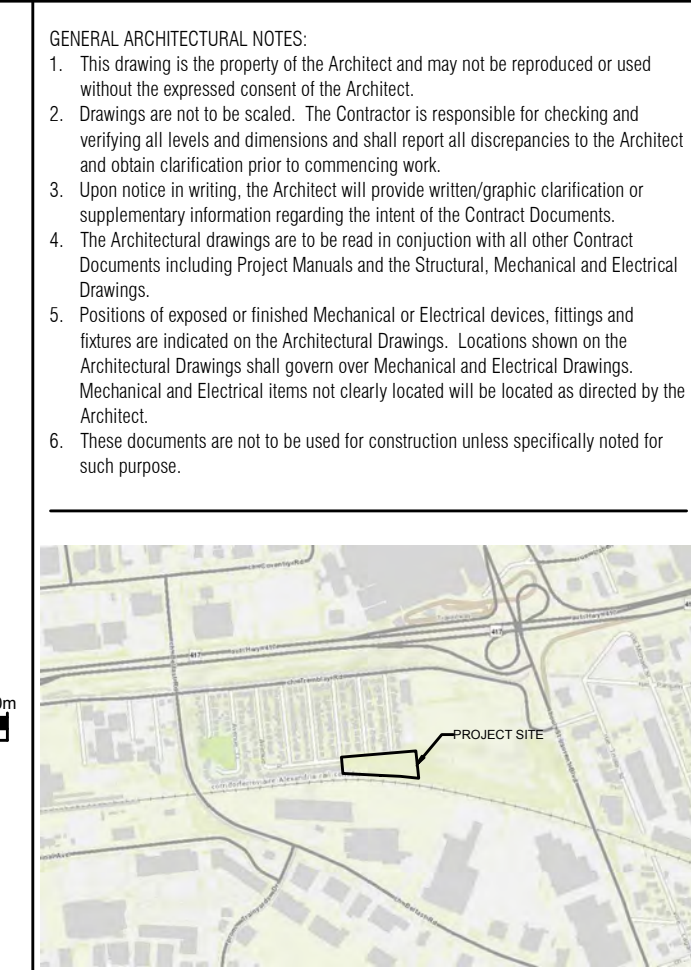 GENERAL ARCHITECTURAL NOTES:
1. This drawing is the property of the Architect and may not be reproduced or used
without the expressed consent of the Architect.
2. Drawings are not to be scaled. The Contractor is responsible for checking and
verifying all levels and dimensions and shall report all discrepancies to the Architect
and obtain clarification prior to commencing work.
3. Upon notice in writing, the Architect will provide written/graphic clarification or
supplementary information regarding the intent of the Contract Documents.
4. The Architectural drawings are to be read in conjuction with all other Contract
Documents including Project Manuals and the Structural, Mechanical and Electrical
Drawings.
5. Positions of exposed or finished Mechanical or Electrical devices, fittings and
fixtures are indicated on the Architectural Drawings. Locations shown on the
Architectural Drawings shall govern over Mechanical and Electrical Drawings.
Mechanical and Electrical items not clearly located will be located as directed by the
Architect.
6. These documents are not to be used for construction unless specifically noted for
such purpose.
417
417
PROJECT SITE